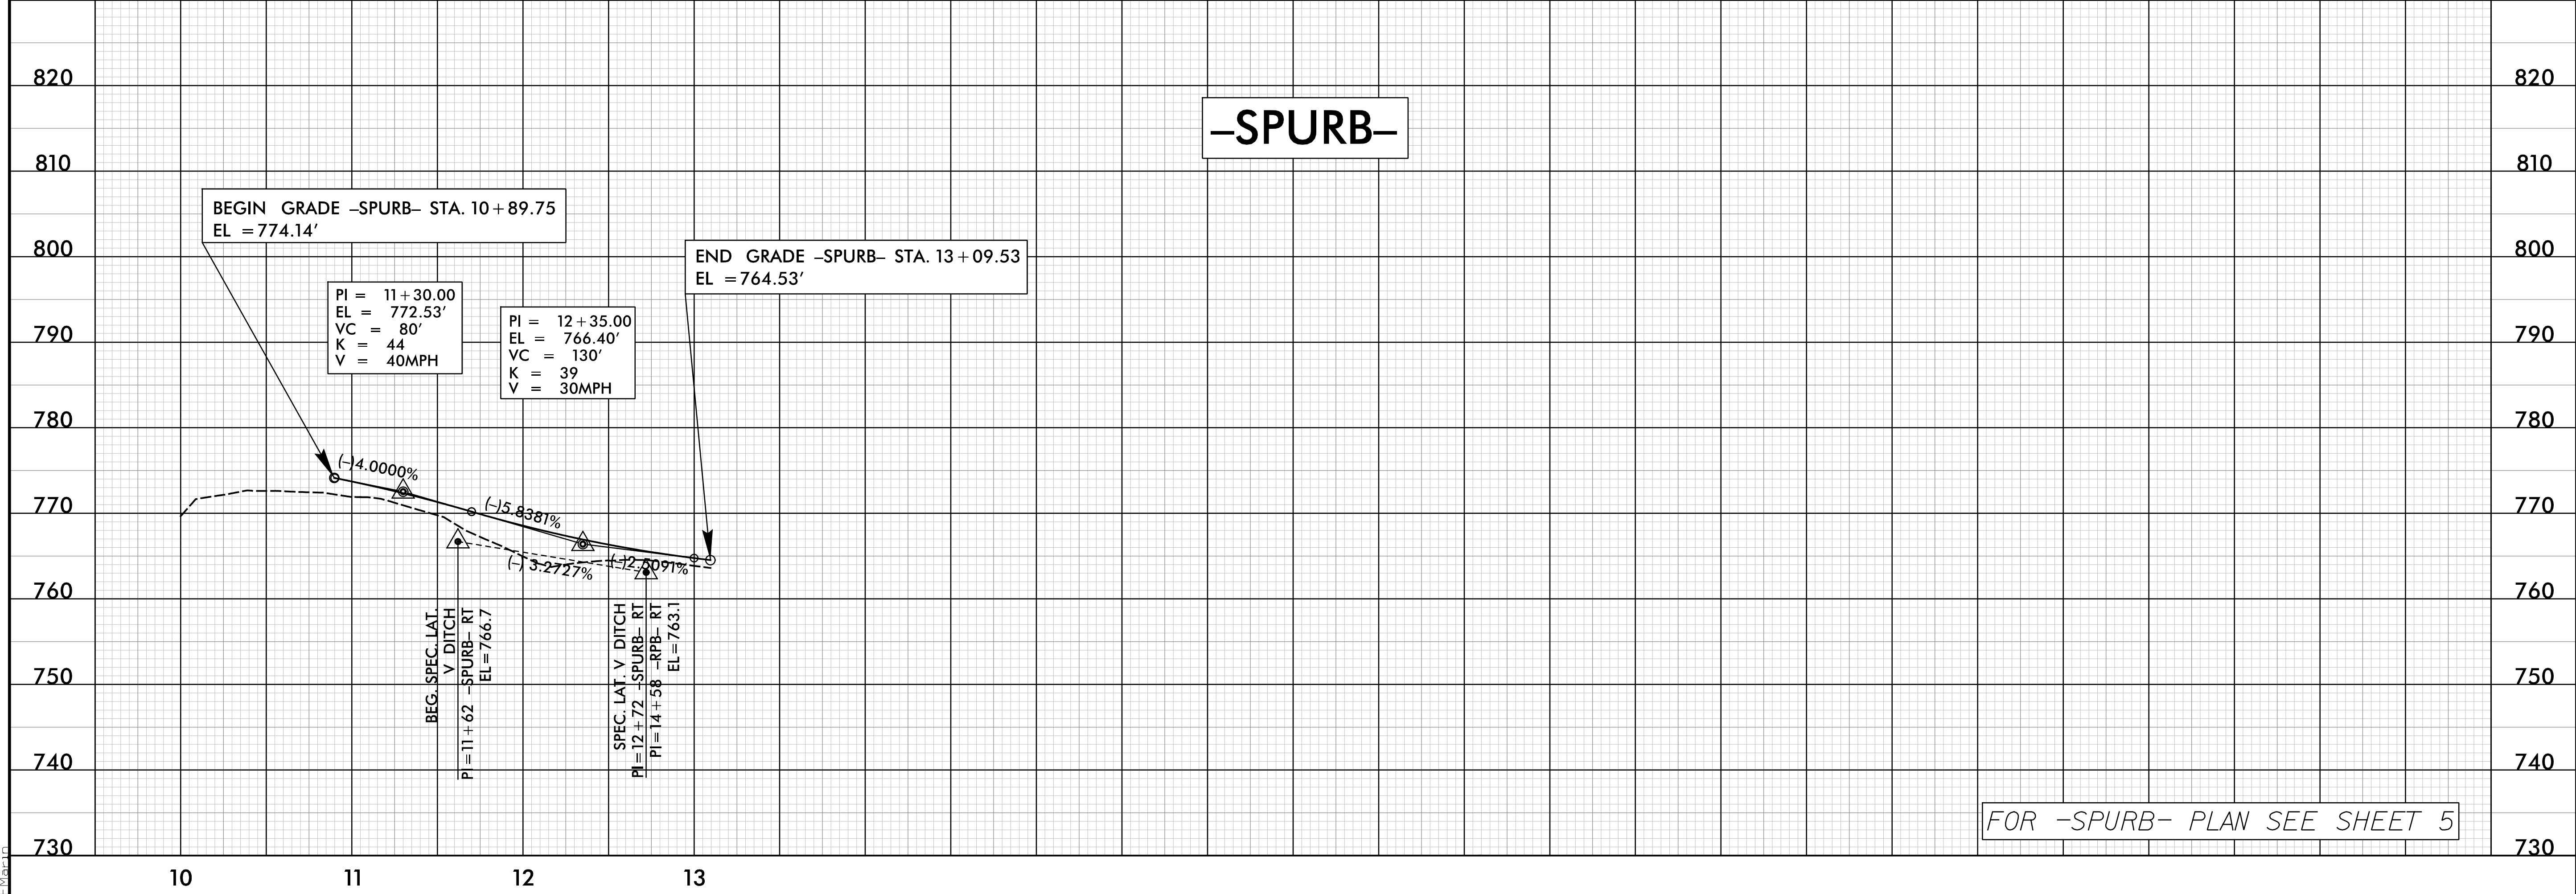 820
820
–SPURB–
810
810
BEGIN GRADE –SPURB– STA. 10+89.75
EL = 774.14'
800
800
END GRADE –SPURB– STA. 13+09.53
EL = 764.53'
PI = 11+30.00
EL = 772.53'
VC = 80'
K = 44
V = 40MPH
PI = 12+35.00
EL = 766.40'
VC = 130'
K = 39
V = 30MPH
790
790
780
780
(–)4.0000%
770
770
(–)5.8381%
(–) 3.2727%
(–)2.5091%
760
760
BEG. SPEC. LAT.
V DITCH
PI=11+62 –SPURB– RT
EL=766.7
SPEC. LAT. V DITCH
PI=12+72 –SPURB– RT
PI=14+58 –RPB– RT
EL=763.1
750
750
740
740
FOR -SPURB- PLAN SEE SHEET 5
730
730
-Marin
10
11
12
13